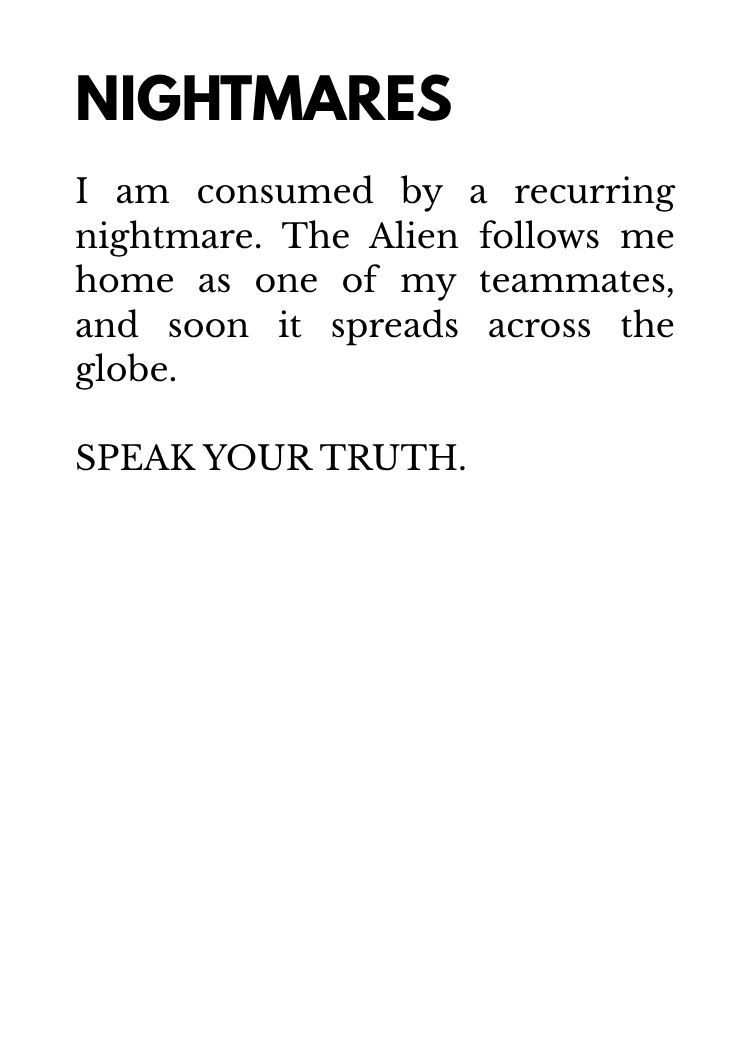 NIGHTMARES
I am consumed by a recurring
nightmare. The Alien follows me
home as one of my teammates,
and soon it spreads across the
globe.
SPEAK YOUR TRUTH.